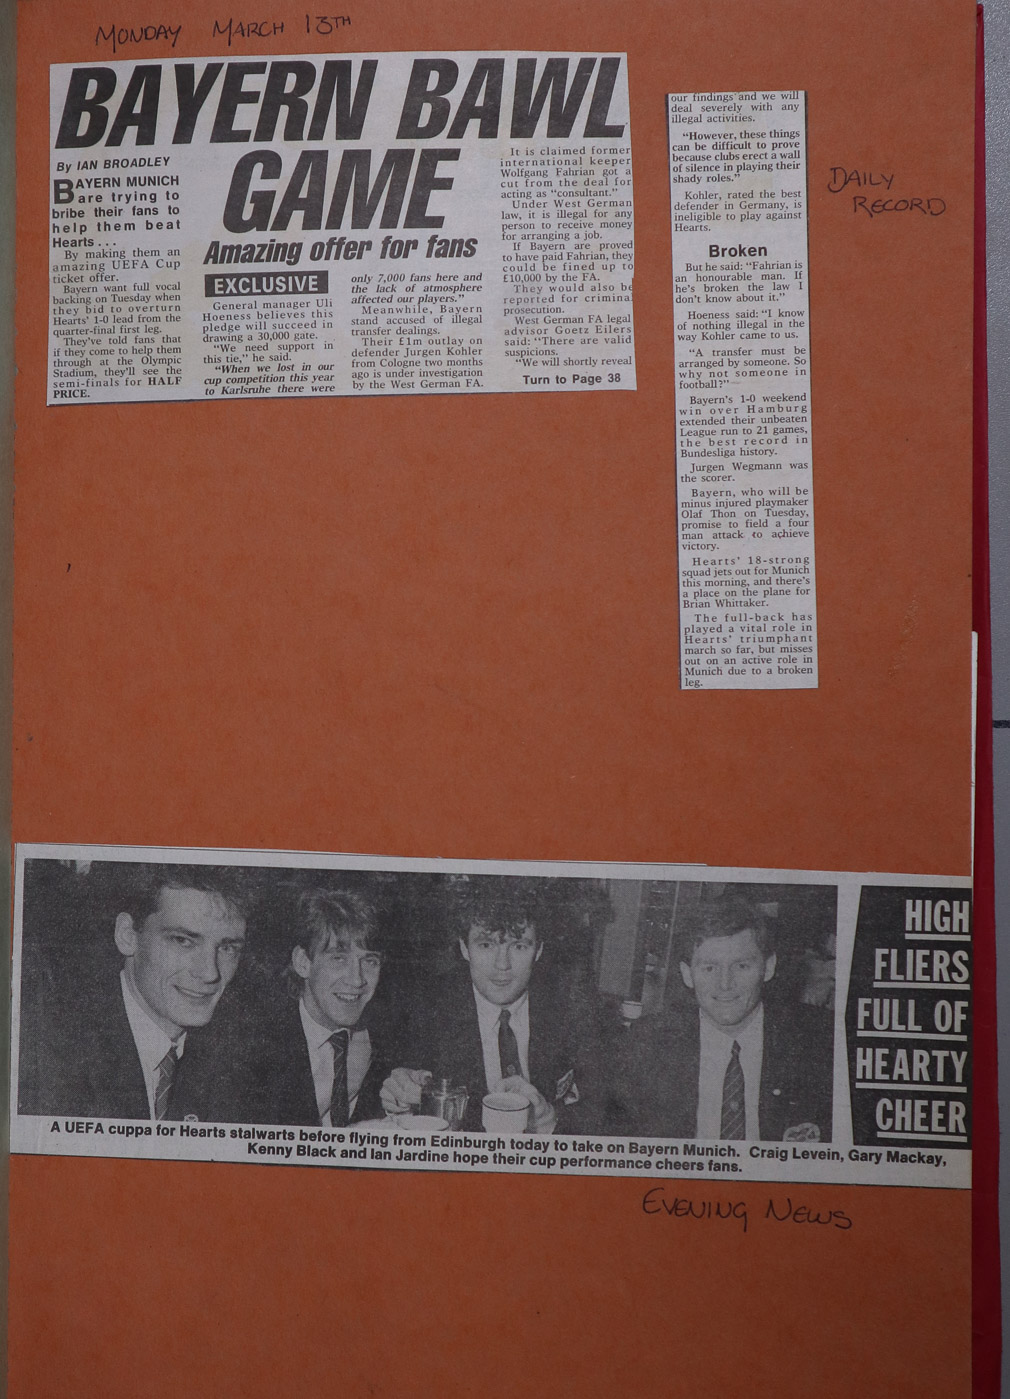 MONDAY MARCH 13TH
BAYERN BAWL
GAME
Amazing offer for fans
By IAN BROADLEY
BAYERN MUNICH
are trying to
bribe their fans to
help them beat
Hearts . . .
By making them an
amazing UEFA Cup
ticket offer.
Bayern want full vocal
backing on Tuesday when
they bid to overturn
Hearts' 1-0 lead from the
quarter-final first leg.
They've told fans that
if they come to help them
through at the Olympic
Stadium, they'll see the
semi-finals for HALF
PRICE.
EXCLUSIVE
General manager Uli
Hoeness believes this
pledge will succeed in
drawing a 30,000 gate.
"We need support in
this tie," he said.
"When we lost in our
cup competition this year
to Karlsruhe there were
only 7,000 fans here and
the lack of atmosphere
affected our players."
Meanwhile, Bayern
stand accused of illegal
transfer dealings.
Their £1m outlay on
defender Jurgen Kohler
from Cologne two months
ago is under investigation
by the West German FA.
It is claimed former
international keeper
Wolfgang Fahrian got a
cut from the deal for
acting as "consultant."
Under West German
law, it is illegal for any
person to receive money
for arranging a job.
If Bayern are proved
to have paid Fahrian, they
could be fined up to
£10,000 by the FA.
They would also be
reported for criminal
prosecution.
West German FA legal
advisor Goetz Eilers
said: "There are valid
suspicions.
"We will shortly reveal
Turn to Page 38
our findings and we will
deal severely with any
illegal activities.
"However, these things
can be difficult to prove
because clubs erect a wall
of silence in playing their
shady roles."
Kohler, rated the best
defender in Germany, is
ineligible to play against
Hearts.
Broken
But he said: "Fahrian is
an honourable man. If
he's broken the law I
don't know about it."
Hoeness said: "I know
of nothing illegal in the
way Kohler came to us.
"A transfer must be
arranged by someone. So
why not someone in
football?"
Bayern's 1-0 weekend
win over Hamburg
extended their unbeaten
League run to 21 games,
the best record in
Bundesliga history.
Jurgen Wegmann was
the scorer.
Bayern, who will be
minus injured playmaker
Olaf Thon on Tuesday,
promise to field a four
man attack to achieve
victory.
Hearts' 18-strong
squad jets out for Munich
this morning, and there's
a place on the plane for
Brian Whittaker.
The full-back has
played a vital role in
Hearts' triumphant
march so far, but misses
out on an active role in
Munich due to a broken
leg.
DAILY
RECORD
HIGH
FLIERS
FULL OF
HEARTY
CHEER
A UEFA cuppa for Hearts stalwarts before flying from Edinburgh today to take on Bayern Munich. Craig Levein, Gary Mackay,
Kenny Black and Ian Jardine hope their cup performance cheers fans.
EVENING NEWS